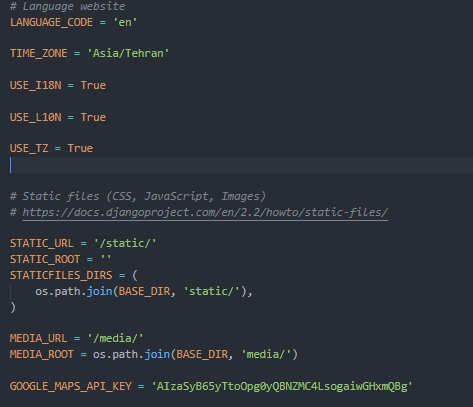 # Language website
LANGUAGE_CODE = 'en'
TIME_ZONE = 'Asia/Tehran'
USE_I18N = True
USE_L10N = True
USE_TZ = True
# Static files (CSS, JavaScript, Images)
# https://docs.djangoproject.com/en/2.2/howto/static-files/
STATIC_URL = '/static/'
STATIC_ROOT = ''
STATICFILES_DIRS = (
    os.path.join(BASE_DIR, 'static/'),
)
MEDIA_URL = '/media/'
MEDIA_ROOT = os.path.join(BASE_DIR, 'media/')
GOOGLE_MAPS_API_KEY = 'AIzaSyB65yTtoOpg0yQBNZMC4LsogaiwGHxmQBg'